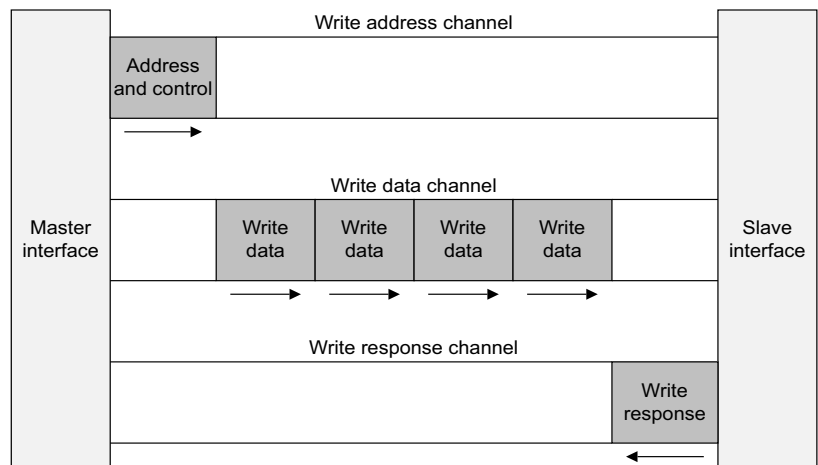 Write address channel
Address
and control
Write data channel
Master
interface
Write
data
Write
data
Write
data
Write
data
Slave
interface
Write response channel
Write
response